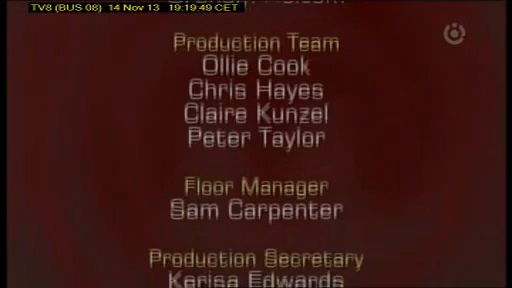 TV8 (BUS 08) 14 Nov 13 19:19:49 CET
Production Team
Ollie Cook
Chris Hayes
Claire Kunzel
Peter Taylor
Floor Manager
Sam Carpenter
Production Secretary
Kerisa Edwards